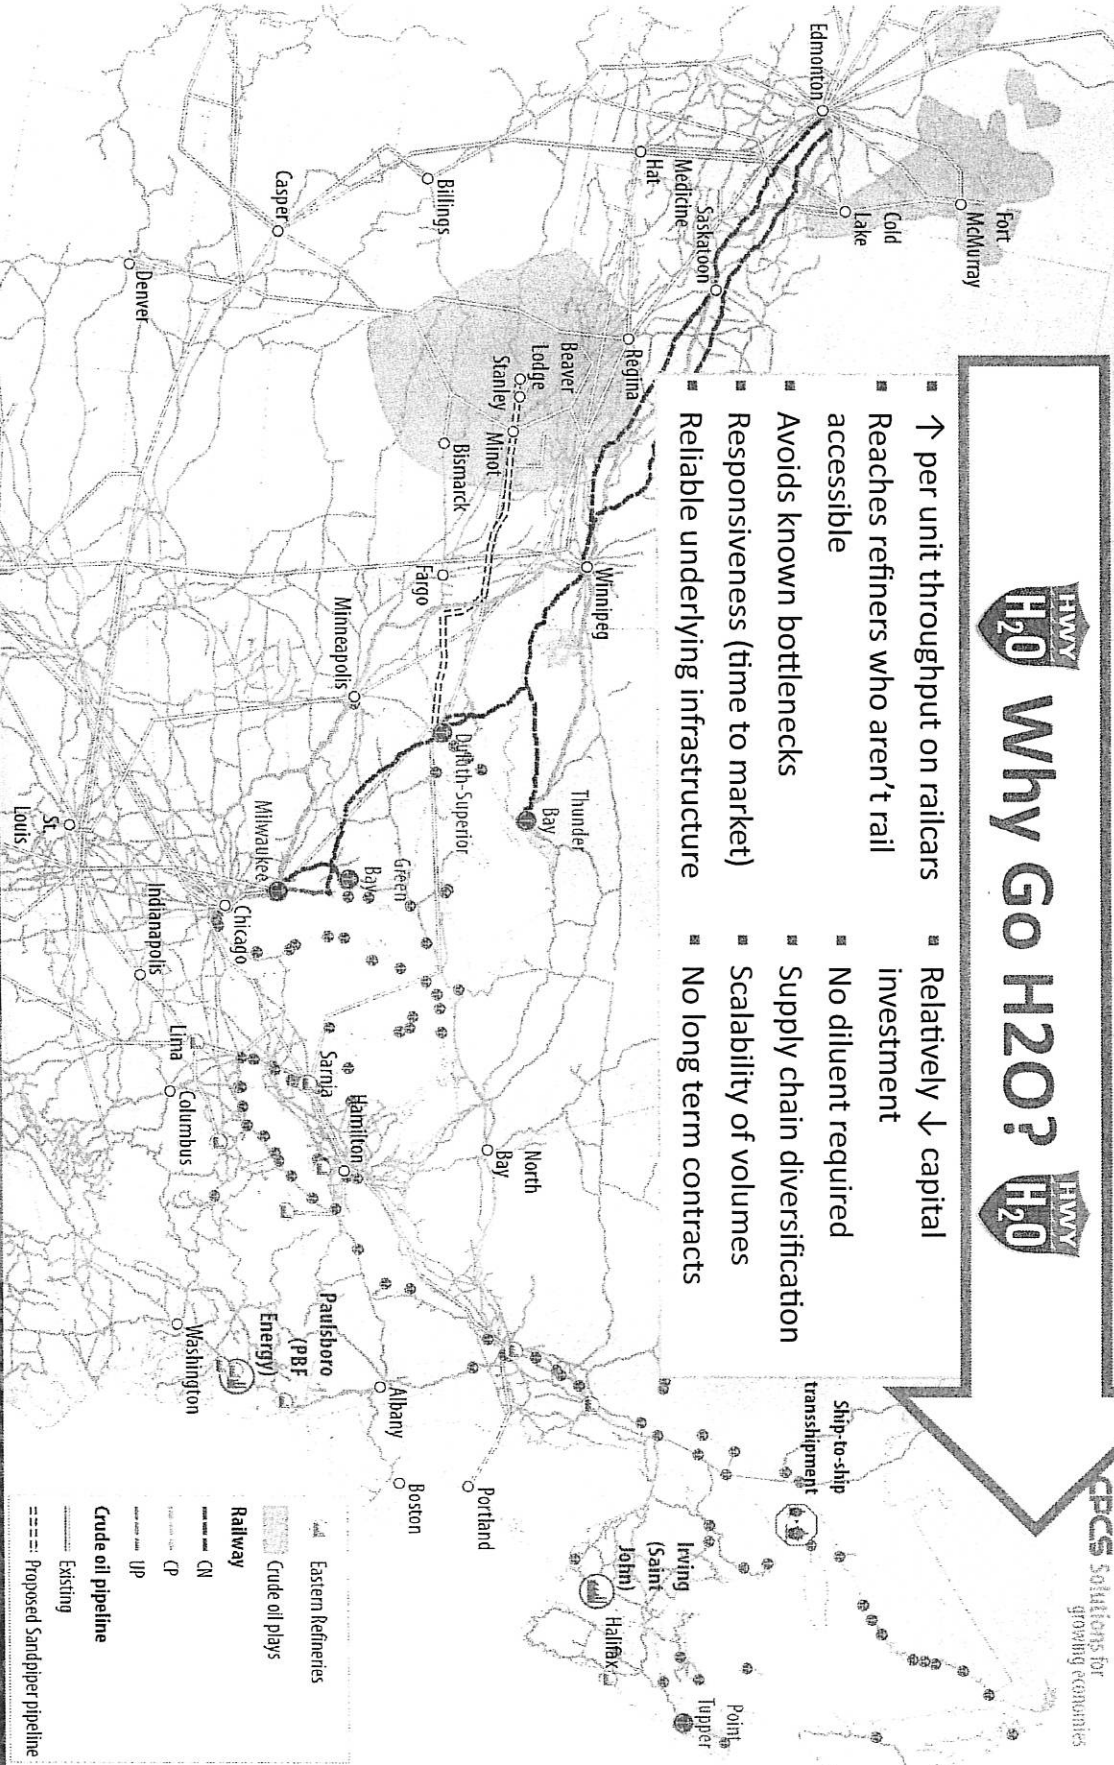 HWY
H₂O
Why Go H2O?
HWY
H₂O
CPCS Solutions for
growing economies
▪ ↑ per unit throughput on railcars
▪ Reaches refiners who aren't rail
accessible
▪ Avoids known bottlenecks
▪ Responsiveness (time to market)
▪ Reliable underlying infrastructure
▪ Relatively ↓ capital
investment
▪ No diluent required
▪ Supply chain diversification
▪ Scalability of volumes
▪ No long term contracts
Fort
McMurray
Edmonton
Cold
Lake
Saskatoon
Medicine
Hat
Regina
Billings
Casper
Denver
Beaver
Lodge
Stanley
Minot
Bismarck
Winnipeg
Fargo
Minneapolis
Duluth-Superior
Thunder
Bay
Green
Bay
Milwaukee
Chicago
St.
Louis
Indianapolis
Lima
Columbus
Sarnia
Hamilton
North
Bay
Paulsboro
(PBF
Energy)
Washington
Albany
Boston
Portland
Ship-to-ship
transshipment
Irving
(Saint
John)
Halifax
Point
Tupper
Eastern Refineries
Crude oil plays
Railway
CN
CP
UP
Crude oil pipeline
Existing
Proposed Sandpiper pipeline